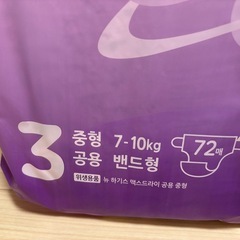 3
중형 7-10kg
공용 밴드형
72매
위생용품 뉴 하기스 맥스드라이 공용 중형